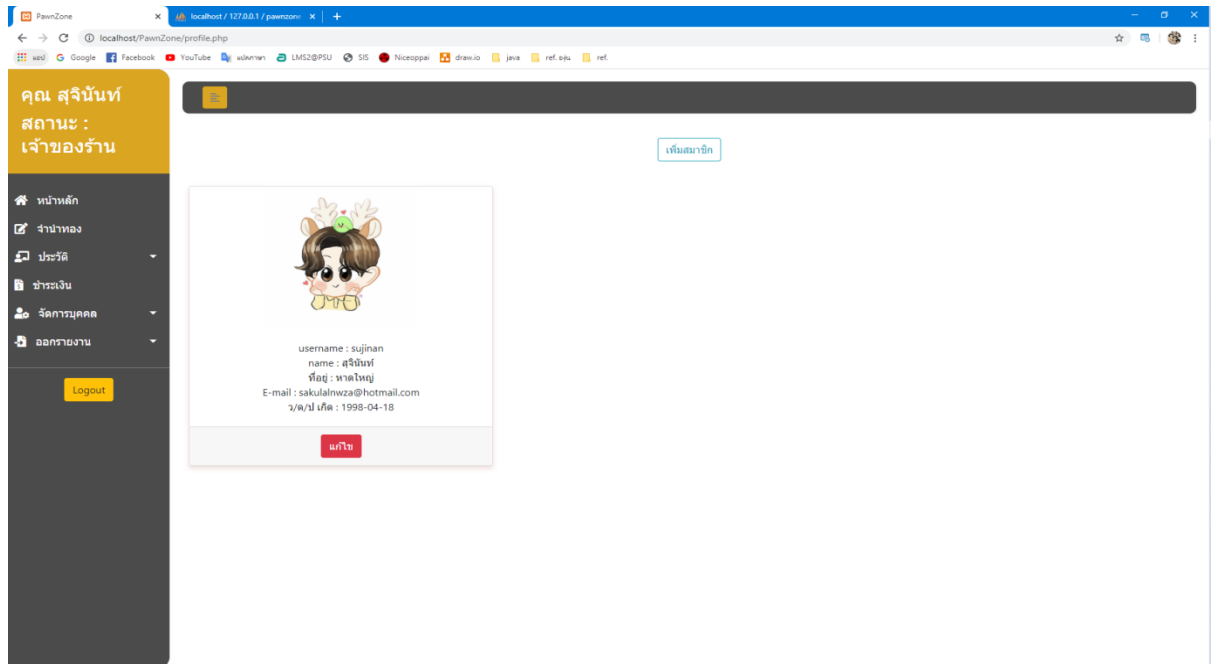 PawnZone
localhost / 127.0.0.1 / pawnzone
localhost/PawnZone/profile.php
แอป Google Facebook YouTube แปลภาษา LMS2@PSU SIS Niceoppai draw.io java ref.อุ่น ref.
คุณ สุจินันท์
สถานะ :
เจ้าของร้าน
เพิ่มสมาชิก
หน้าหลัก
จำนำทอง
ประวัติ
ชำระเงิน
จัดการบุคคล
ออกรายงาน
Logout
username : sujinan
name : สุจินันท์
ที่อยู่ : หาดใหญ่
E-mail : sakulalnwza@hotmail.com
ว/ด/ป เกิด : 1998-04-18
แก้ไข